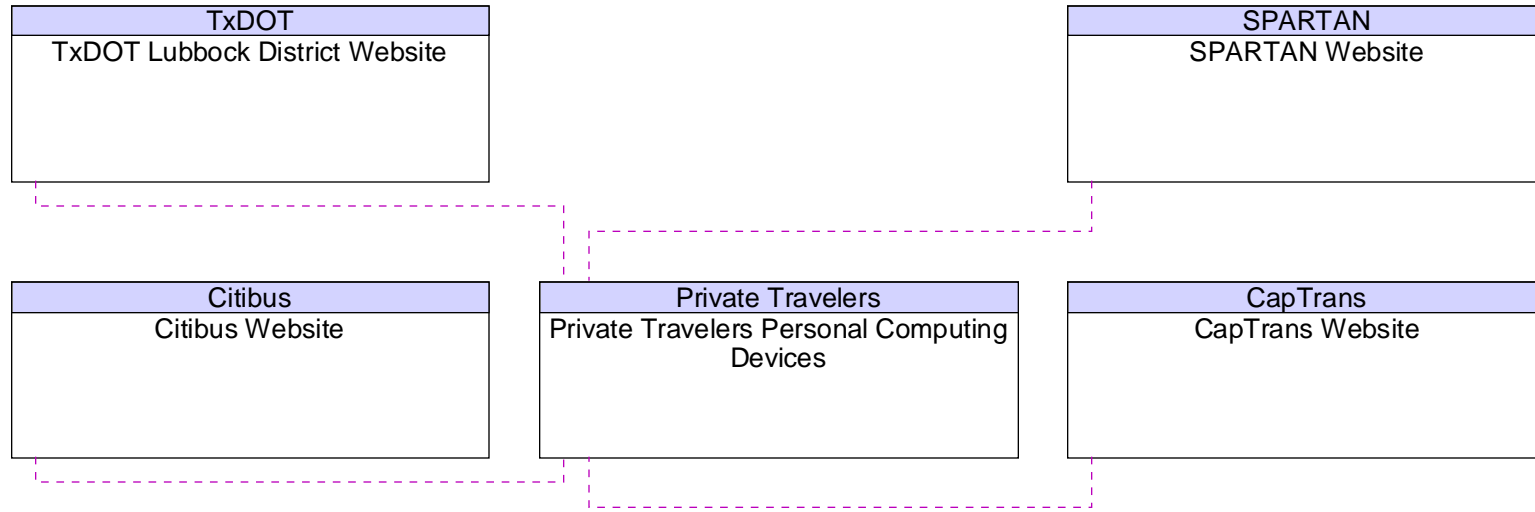 TxDOT
TxDOT Lubbock District Website
SPARTAN
SPARTAN Website
Citibus
Citibus Website
Private Travelers
Private Travelers Personal Computing
Devices
CapTrans
CapTrans Website